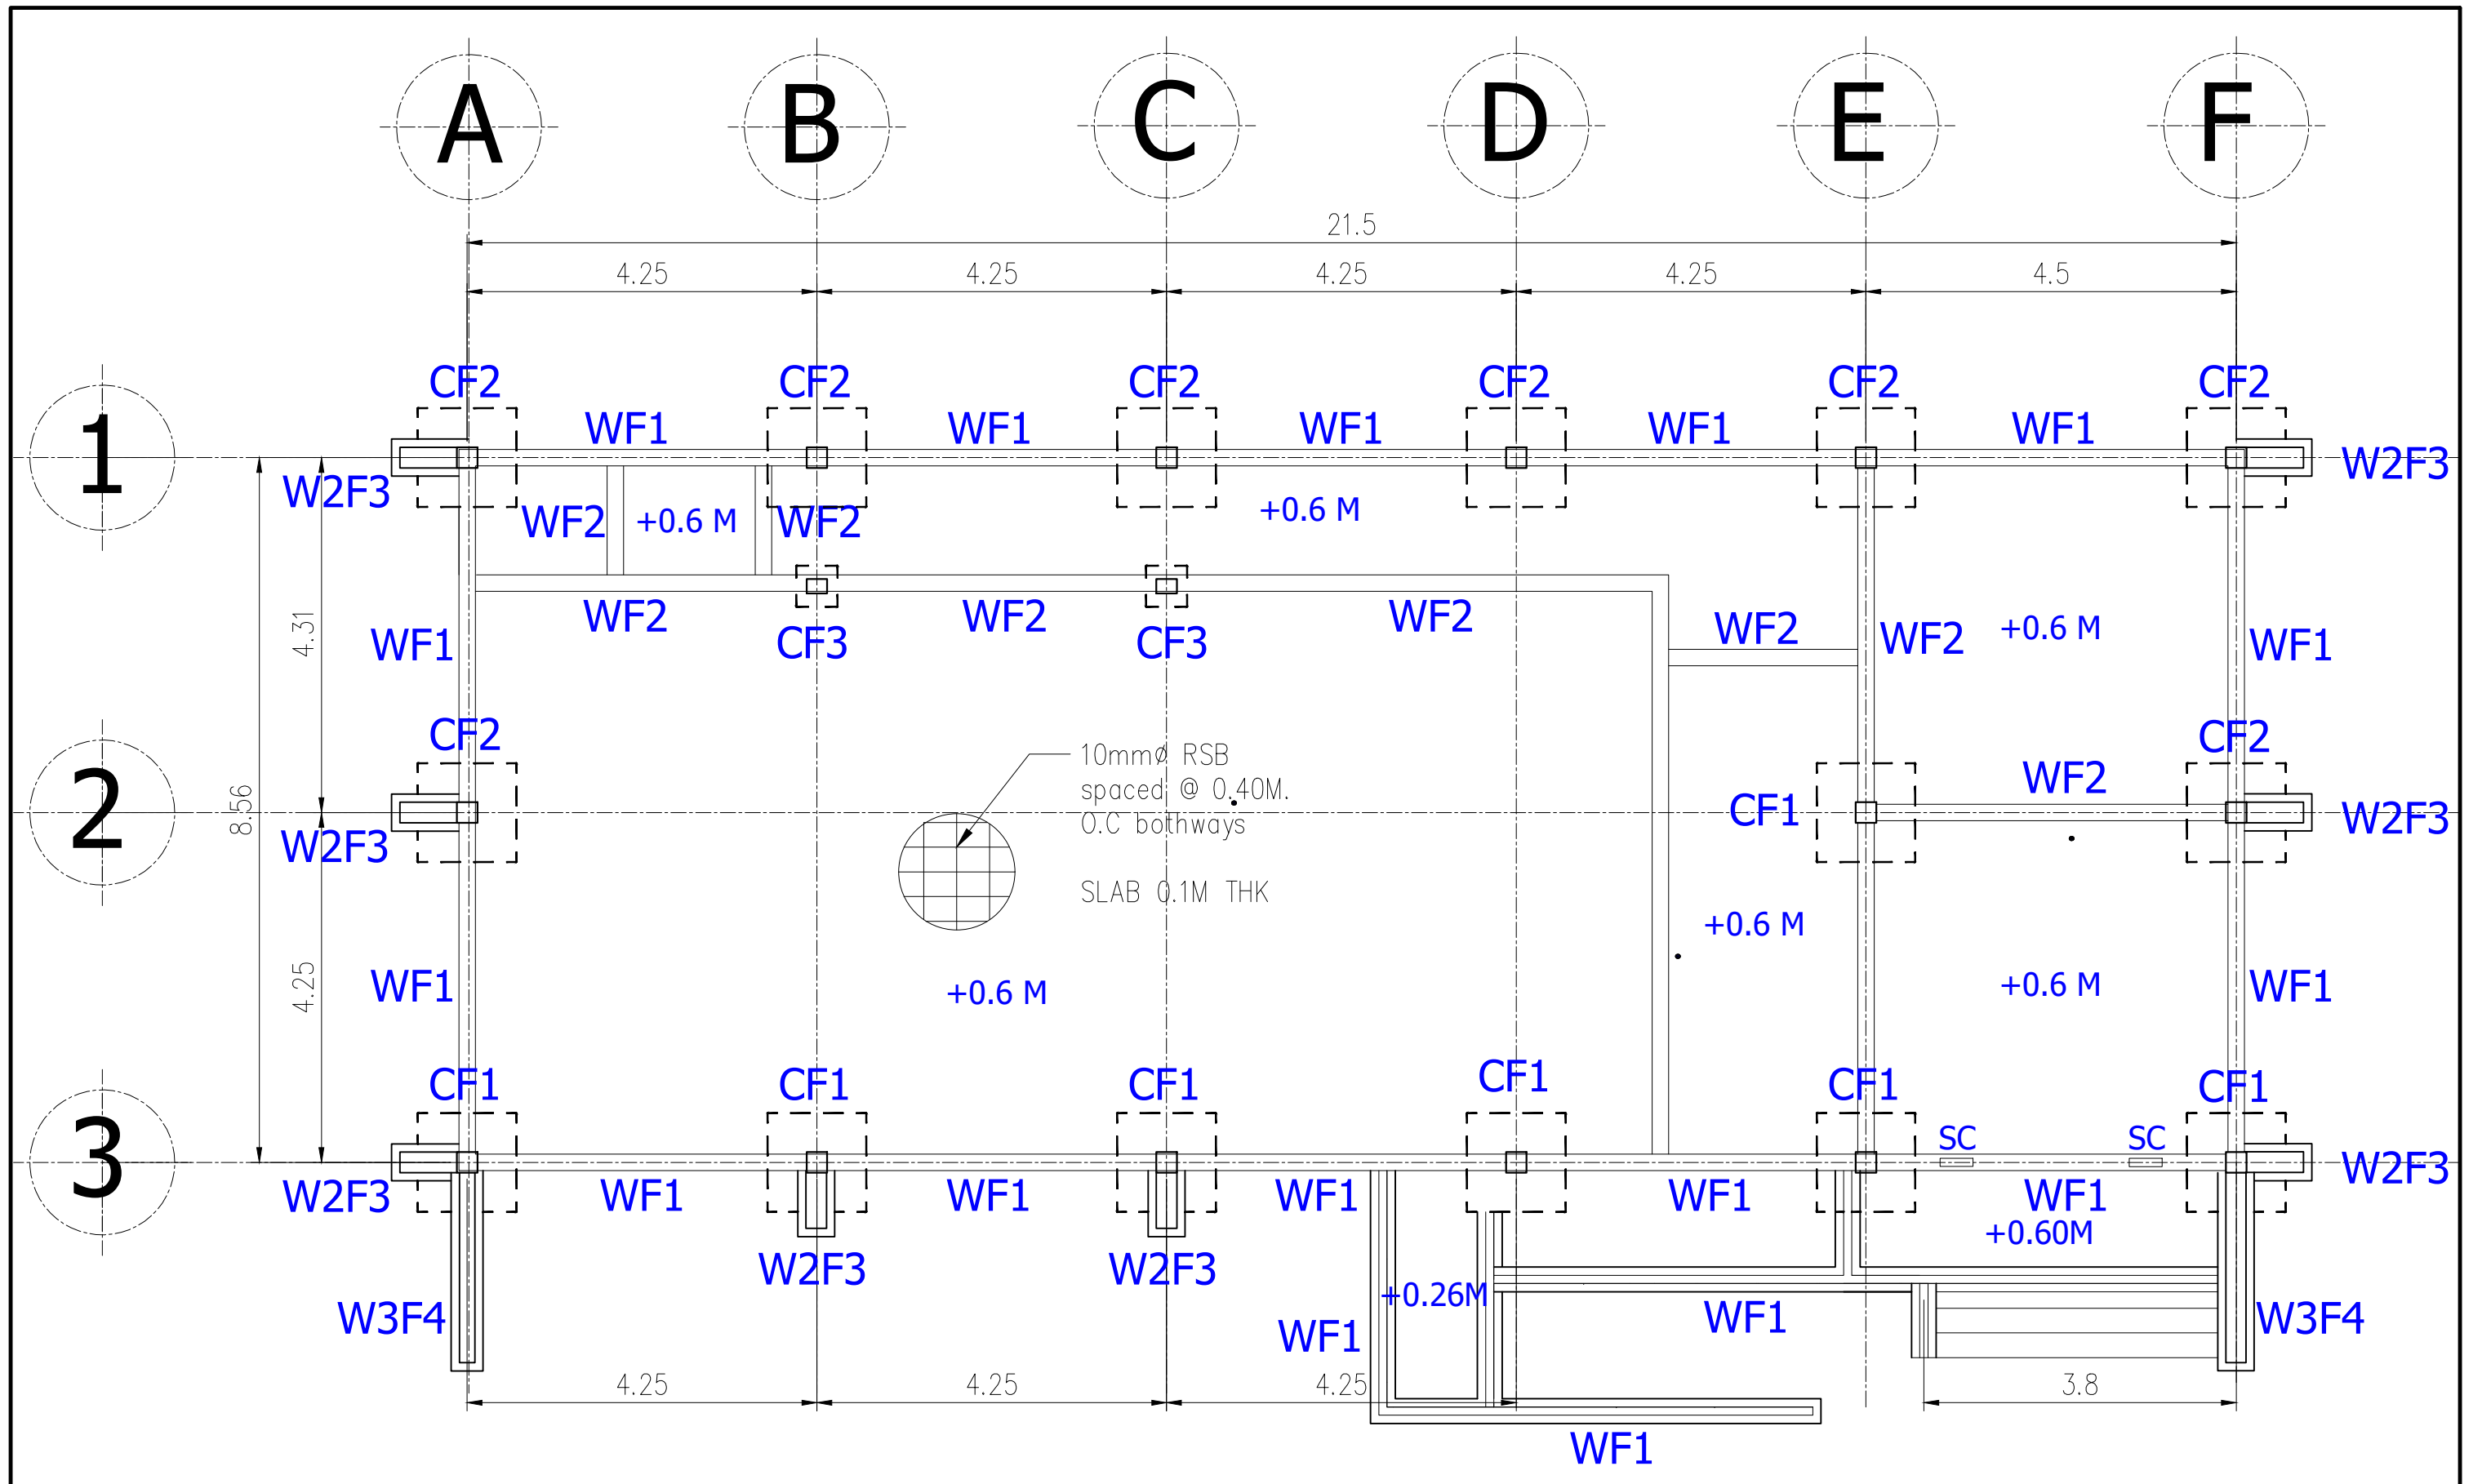 A B C D E F
21.5
4.25 4.25 4.25 4.25 4.5
CF2 CF2 CF2 CF2 CF2 CF2
WF1 WF1 WF1 WF1 WF1
1
W2F3 W2F3
WF2 +0.6 M WF2 +0.6 M
WF2 WF2 WF2 WF2 WF2 +0.6 M
4.31
WF1 CF3 CF3 WF1
CF2 CF2
10mmø RSB
spaced @ 0.40M.
O.C bothways
SLAB 0.1M THK
WF2
2
8.56
CF1
W2F3 W2F3
+0.6 M
4.25
WF1 +0.6 M +0.6 M WF1
CF1 CF1 CF1 CF1 CF1 CF1
SC SC
3
W2F3 W2F3
WF1 WF1 WF1 WF1 WF1
+0.60M
W2F3 W2F3
+0.26M
W3F4 WF1 WF1 W3F4
4.25 4.25 4.25 3.8
WF1